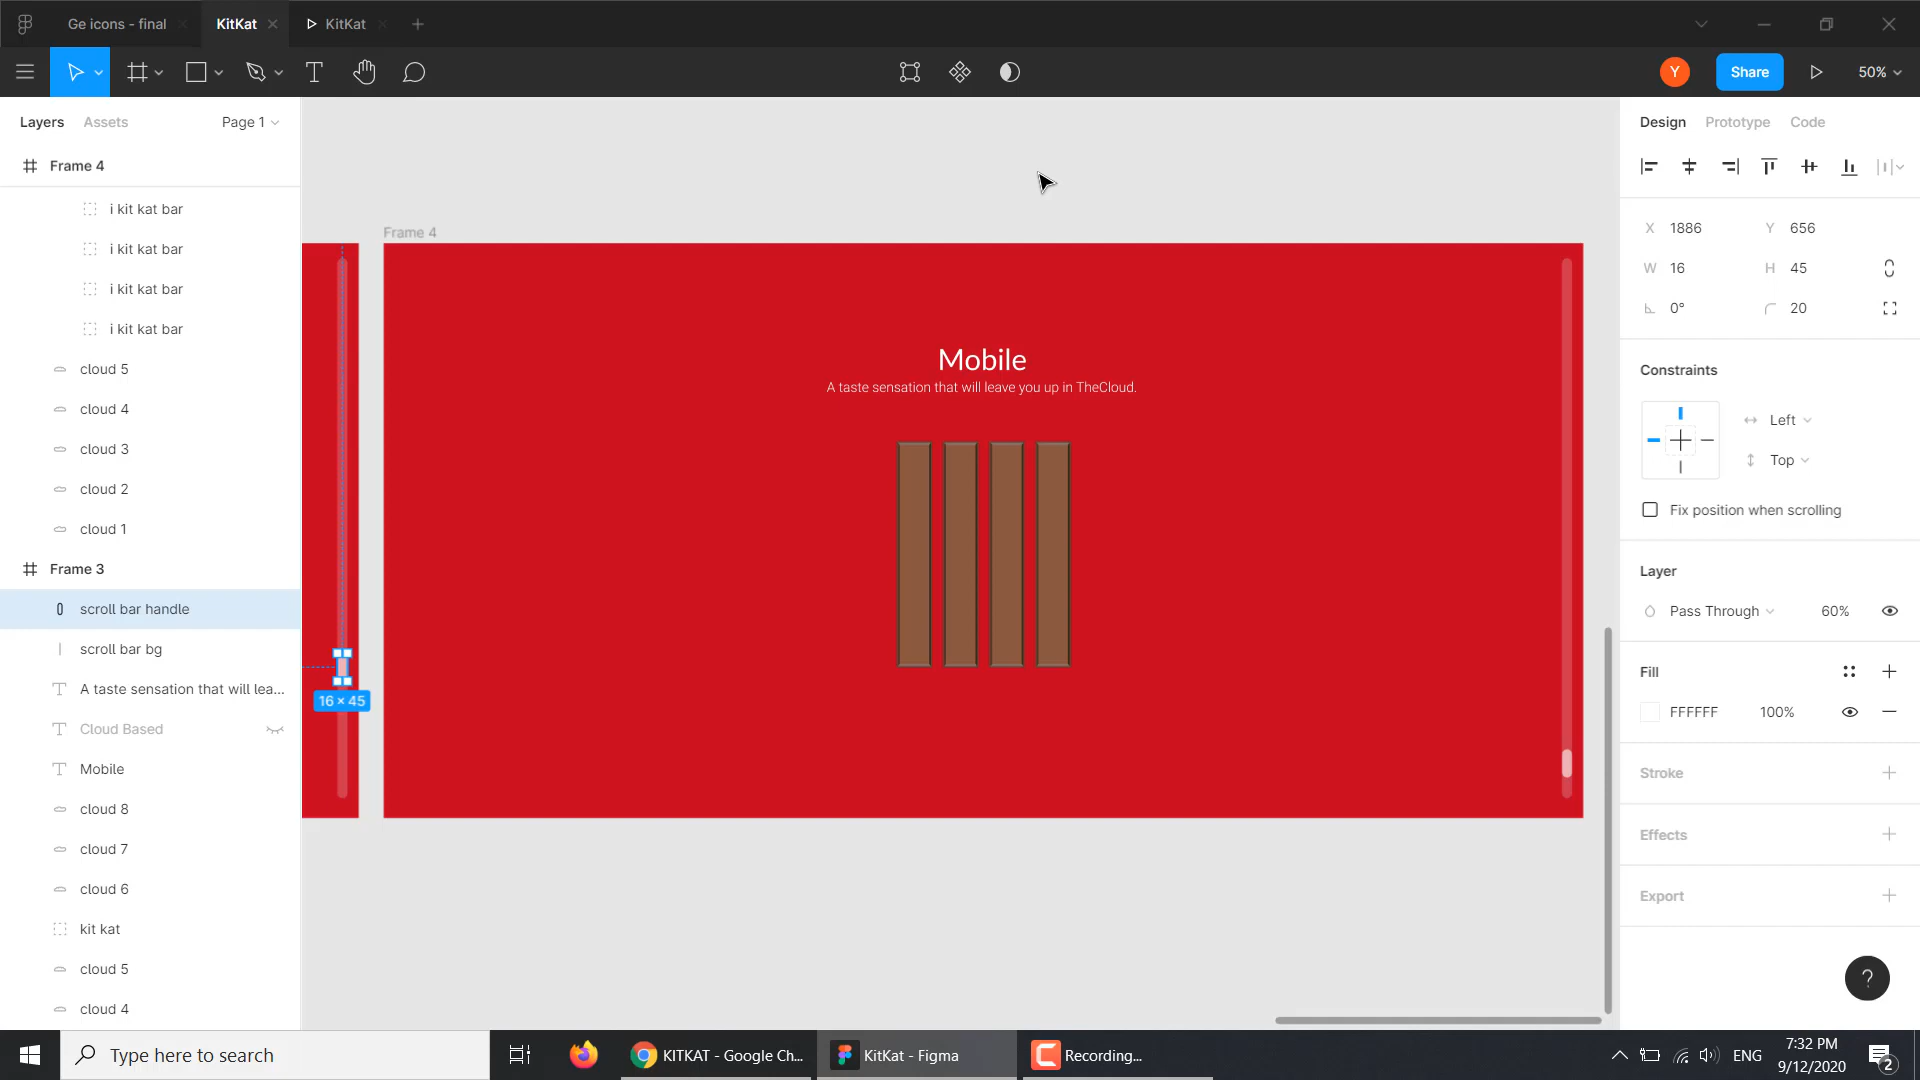 Ge icons - final
KitKat
KitKat
Y
Share
50%
Layers
Assets
Page 1
Frame 4
i kit kat bar
i kit kat bar
i kit kat bar
i kit kat bar
cloud 5
cloud 4
cloud 3
cloud 2
cloud 1
Frame 3
scroll bar handle
scroll bar bg
A taste sensation that will lea...
Cloud Based
Mobile
cloud 8
cloud 7
cloud 6
kit kat
cloud 5
cloud 4
Frame 4
Mobile
A taste sensation that will leave you up in TheCloud.
16 × 45
Design
Prototype
Code
X 1886
Y 656
W 16
H 45
0°
20
Constraints
Left
Top
Fix position when scrolling
Layer
Pass Through
60%
Fill
FFFFFF
100%
Stroke
Effects
Export
?
Type here to search
KITKAT - Google Ch...
KitKat - Figma
Recording...
ENG
7:32 PM
9/12/2020
2